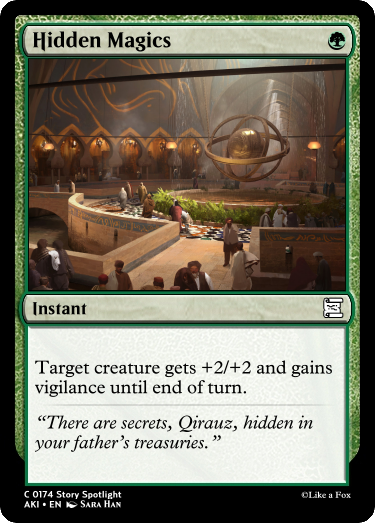 Hidden Magics
Instant
Target creature gets +2/+2 and gains
vigilance until end of turn.
“There are secrets, Qirauz, hidden in
your father’s treasuries.”
C 0174 Story Spotlight
AKI • EN Sara Han
©Like a Fox